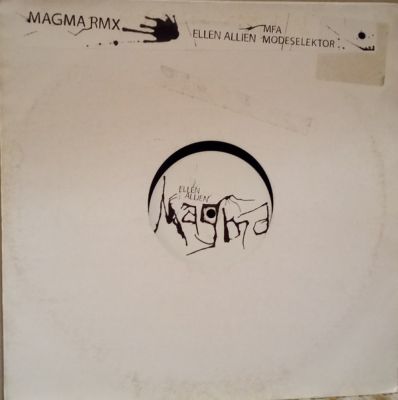 MAGMA RMX
MFA
ELLEN ALLIEN MODESELEKTOR
ELLEN
ALLIEN
Magma